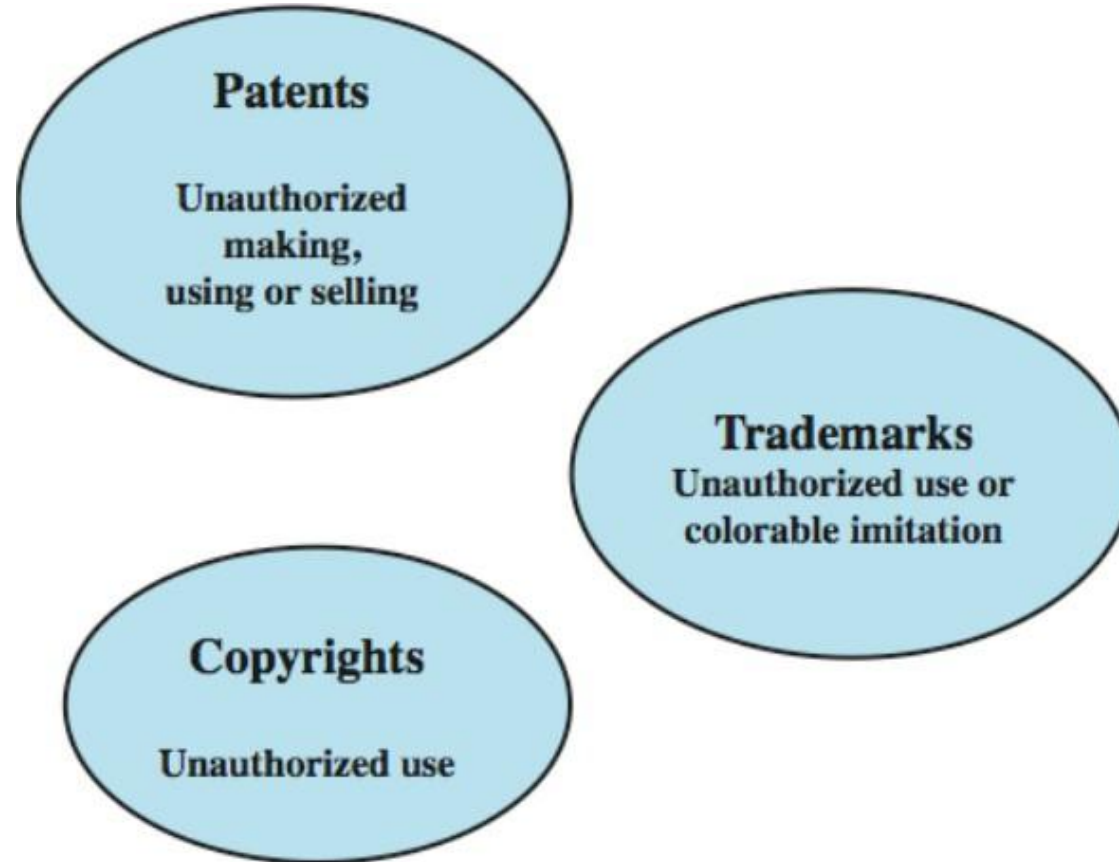 Patents
Unauthorized
making,
using or selling
Trademarks
Unauthorized use or
colorable imitation
Copyrights
Unauthorized use